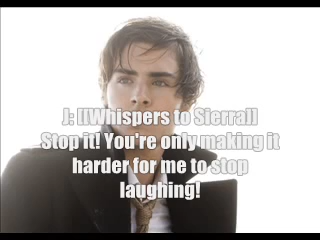 J: [[Whispers to Sierra]]
Stop it! You're only making it
harder for me to stop
laughing!